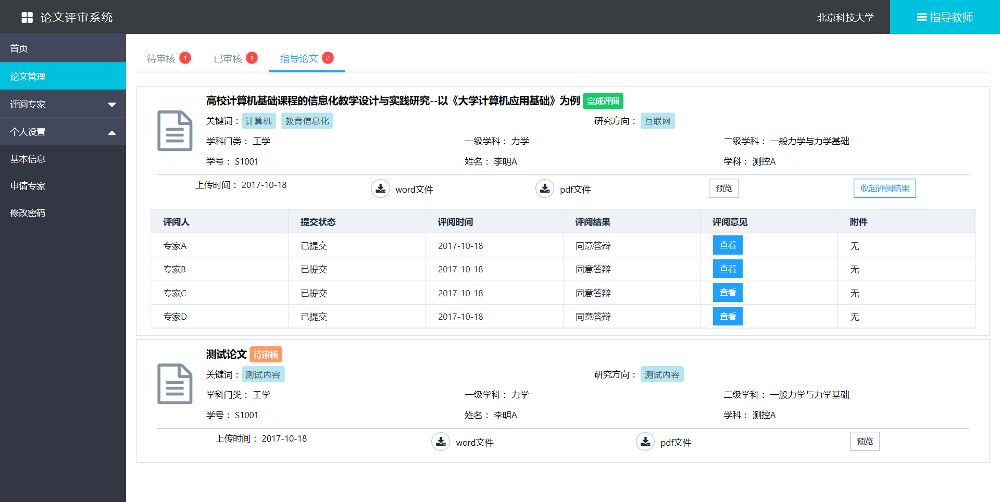 论文评审系统
北京科技大学
指导教师
首页
论文管理
评阅专家
个人设置
基本信息
申请专家
修改密码
待审核 1 已审核 1 指导论文 2
高校计算机基础课程的信息化教学设计与实践研究--以《大学计算机应用基础》为例 完成评阅
关键词： 计算机 教育信息化 研究方向： 互联网
学科门类： 工学 一级学科： 力学 二级学科： 一般力学与力学基础
学号： S1001 姓名： 李明A 学科： 测控A
上传时间： 2017-10-18 word文件 pdf文件 预览 收起评阅结果
评阅人 提交状态 评阅时间 评阅结果 评阅意见 附件
专家A 已提交 2017-10-18 同意答辩 查看 无
专家B 已提交 2017-10-18 同意答辩 查看 无
专家C 已提交 2017-10-18 同意答辩 查看 无
专家D 已提交 2017-10-18 同意答辩 查看 无
测试论文 待审核
关键词： 测试内容 研究方向： 测试内容
学科门类： 工学 一级学科： 力学 二级学科： 一般力学与力学基础
学号： S1001 姓名： 李明A 学科： 测控A
上传时间： 2017-10-18 word文件 pdf文件 预览